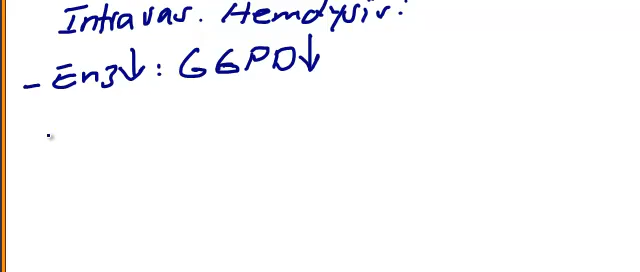 Intravas. Hemolysis:
- Enz↓: G6PD↓